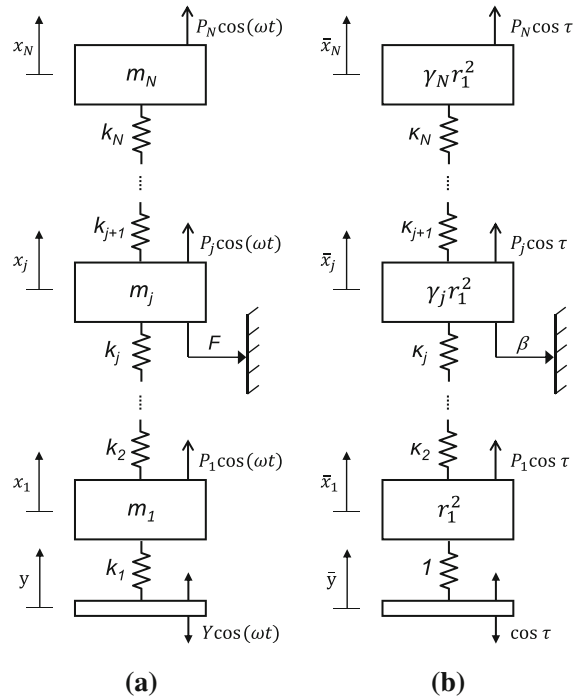 P_N cos(ωt)
x_N
m_N
k_N
k_{j+1}
P_j cos(ωt)
x_j
m_j
F
k_j
k_2
P_1 cos(ωt)
x_1
m_1
y
k_1
Y cos(ωt)
(a)
P_N cos τ
x̄_N
γ_N r_1^2
κ_N
κ_{j+1}
P_j cos τ
x̄_j
γ_j r_1^2
β
κ_j
κ_2
P_1 cos τ
x̄_1
r_1^2
ȳ
1
cos τ
(b)